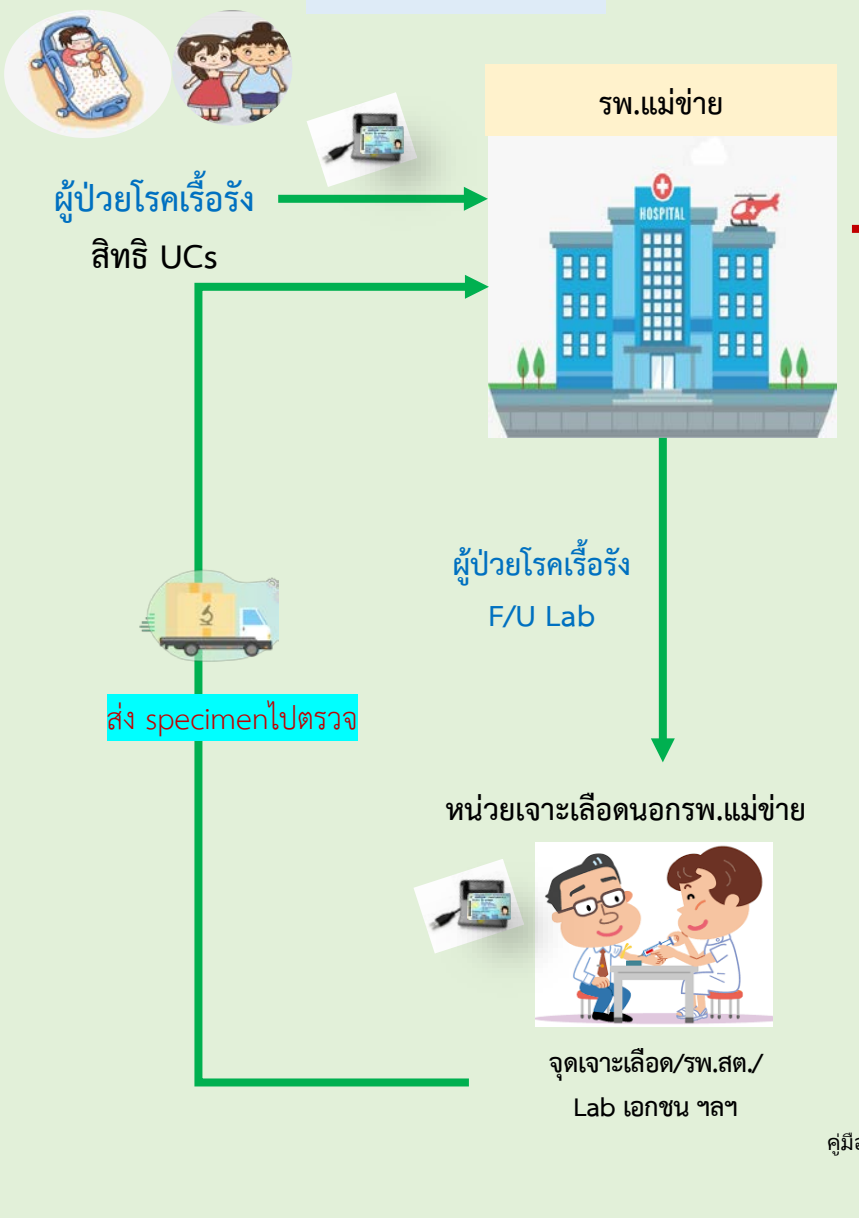 รพ.แม่ข่าย
HOSPITAL
ผู้ป่วยโรคเรื้อรัง
สิทธิ UCs
ผู้ป่วยโรคเรื้อรัง
F/U Lab
ส่ง specimenไปตรวจ
หน่วยเจาะเลือดนอกรพ.แม่ข่าย
จุดเจาะเลือด/รพ.สต./
Lab เอกชน ฯลฯ
คู่มือ